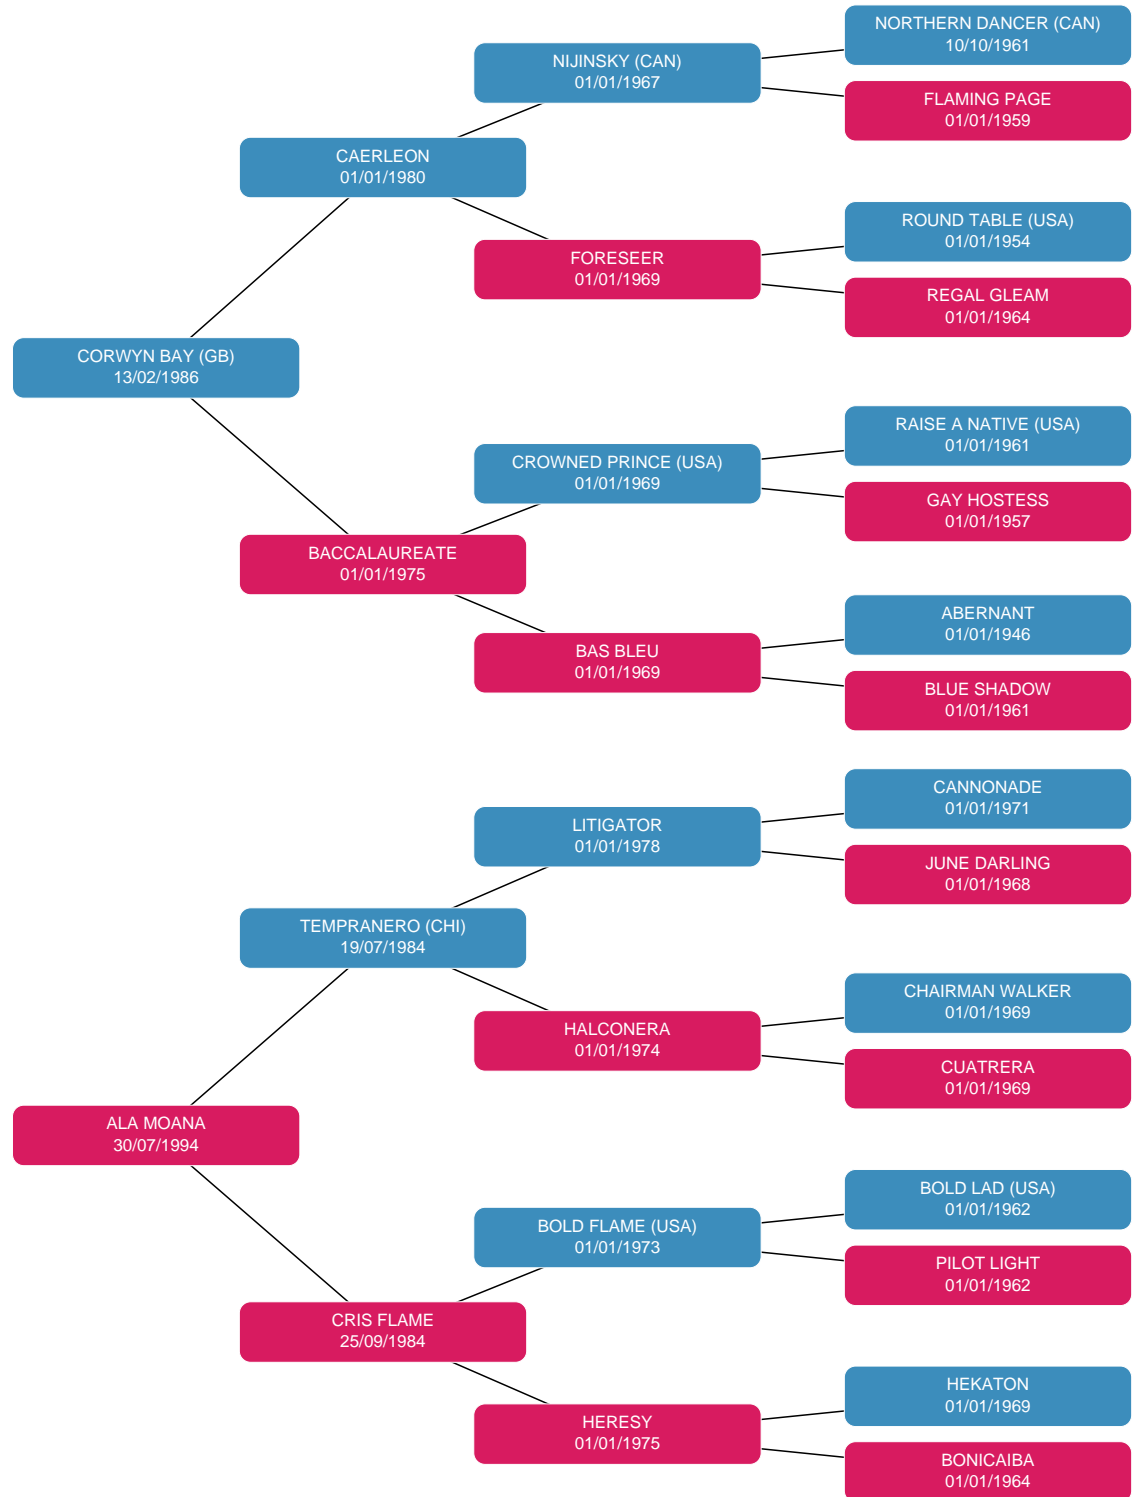 NORTHERN DANCER (CAN)
10/10/1961
NIJINSKY (CAN)
01/01/1967
FLAMING PAGE
01/01/1959
CAERLEON
01/01/1980
ROUND TABLE (USA)
01/01/1954
FORESEER
01/01/1969
REGAL GLEAM
01/01/1964
CORWYN BAY (GB)
13/02/1986
RAISE A NATIVE (USA)
01/01/1961
CROWNED PRINCE (USA)
01/01/1969
GAY HOSTESS
01/01/1957
BACCALAUREATE
01/01/1975
ABERNANT
01/01/1946
BAS BLEU
01/01/1969
BLUE SHADOW
01/01/1961
CANNONADE
01/01/1971
LITIGATOR
01/01/1978
JUNE DARLING
01/01/1968
TEMPRANERO (CHI)
19/07/1984
CHAIRMAN WALKER
01/01/1969
HALCONERA
01/01/1974
CUATRERA
01/01/1969
ALA MOANA
30/07/1994
BOLD LAD (USA)
01/01/1962
BOLD FLAME (USA)
01/01/1973
PILOT LIGHT
01/01/1962
CRIS FLAME
25/09/1984
HEKATON
01/01/1969
HERESY
01/01/1975
BONICAIBA
01/01/1964